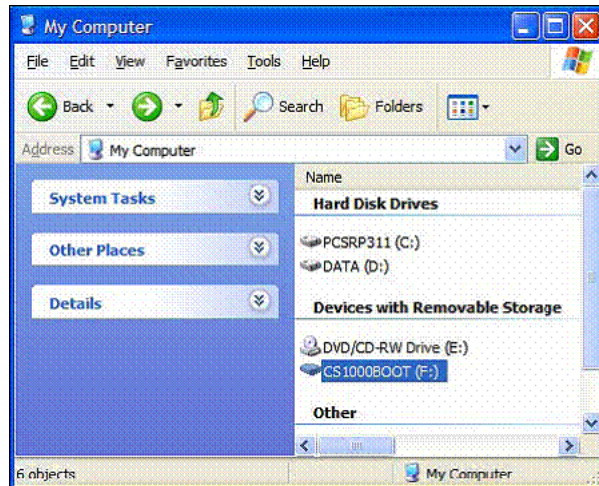 My Computer
File Edit View Favorites Tools Help
Back Search Folders
Address My Computer Go
Name
System Tasks
Other Places
Details
Hard Disk Drives
PCSRP311 (C:)
DATA (D:)
Devices with Removable Storage
DVD/CD-RW Drive (E:)
CS1000BOOT (F:)
Other
6 objects My Computer